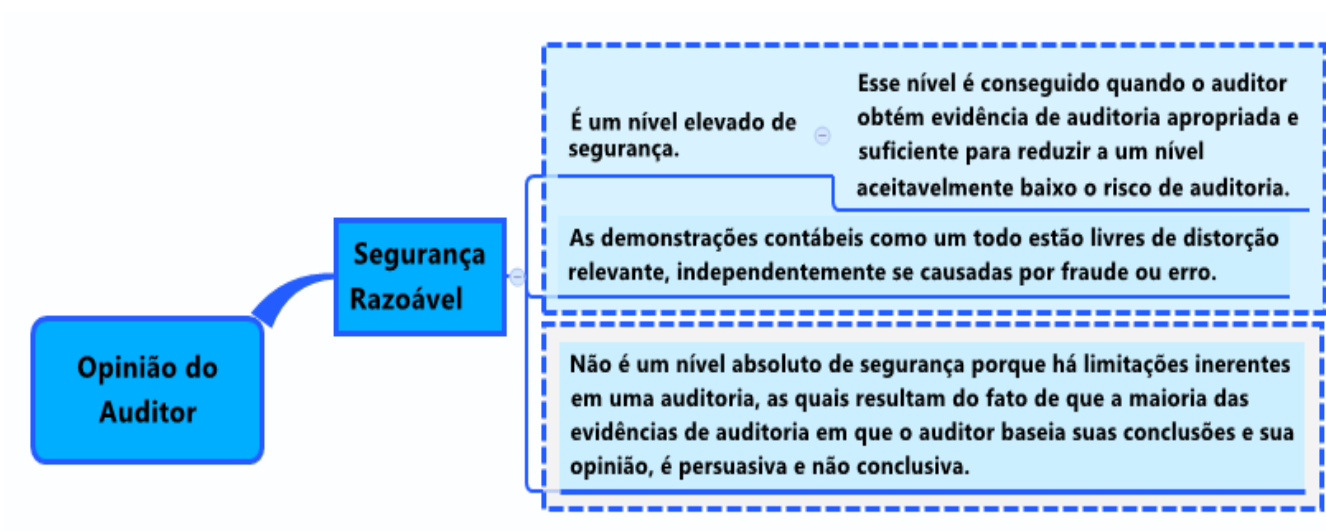 Opinião do
Auditor
Segurança
Razoável
É um nível elevado de
segurança.
Esse nível é conseguido quando o auditor
obtém evidência de auditoria apropriada e
suficiente para reduzir a um nível
aceitavelmente baixo o risco de auditoria.
As demonstrações contábeis como um todo estão livres de distorção
relevante, independentemente se causadas por fraude ou erro.
Não é um nível absoluto de segurança porque há limitações inerentes
em uma auditoria, as quais resultam do fato de que a maioria das
evidências de auditoria em que o auditor baseia suas conclusões e sua
opinião, é persuasiva e não conclusiva.